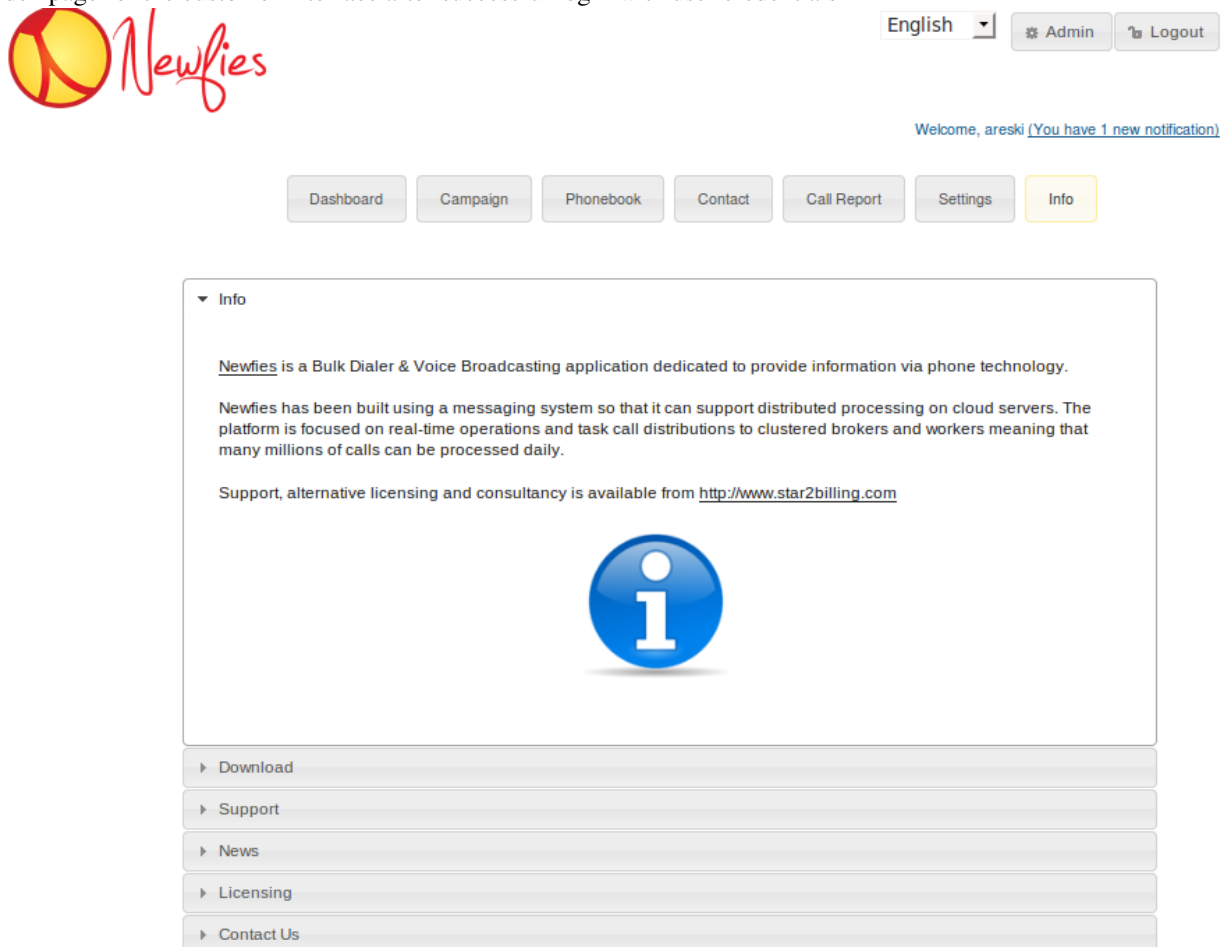 Newfies
English
Admin
Logout
Welcome, areski (You have 1 new notification)
Dashboard
Campaign
Phonebook
Contact
Call Report
Settings
Info
Info
Newfies is a Bulk Dialer & Voice Broadcasting application dedicated to provide information via phone technology.
Newfies has been built using a messaging system so that it can support distributed processing on cloud servers. The
platform is focused on real-time operations and task call distributions to clustered brokers and workers meaning that
many millions of calls can be processed daily.
Support, alternative licensing and consultancy is available from http://www.star2billing.com
Download
Support
News
Licensing
Contact Us